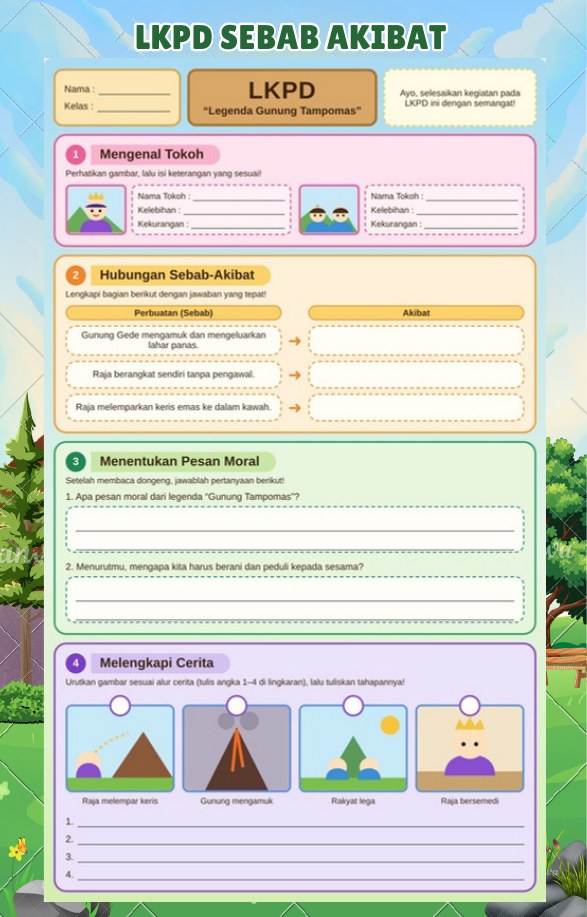 LKPD SEBAB AKIBAT
Nama : ____________
Kelas : ____________
LKPD
“Legenda Gunung Tampomas”
Ayo, selesaikan kegiatan pada
LKPD ini dengan semangat!
1 Mengenal Tokoh
Perhatikan gambar, lalu isi keterangan yang sesuai!
Nama Tokoh : ____________
Kelebihan : ____________
Kekurangan : ____________
Nama Tokoh : ____________
Kelebihan : ____________
Kekurangan : ____________
2 Hubungan Sebab-Akibat
Lengkapi bagian berikut dengan jawaban yang tepat!
Perbuatan (Sebab)
Akibat
Gunung Gede mengamuk dan mengeluarkan
lahar panas.
Raja berangkat sendiri tanpa pengawal.
Raja melemparkan keris emas ke dalam kawah.
3 Menentukan Pesan Moral
Setelah membaca dongeng, jawablah pertanyaan berikut!
1. Apa pesan moral dari legenda “Gunung Tampomas”?
2. Menurutmu, mengapa kita harus berani dan peduli kepada sesama?
4 Melengkapi Cerita
Urutkan gambar sesuai alur cerita (tulis angka 1–4 di lingkaran), lalu tuliskan tahapannya!
Raja melempar keris
Gunung mengamuk
Rakyat lega
Raja bersemedi
1. ____________
2. ____________
3. ____________
4. ____________